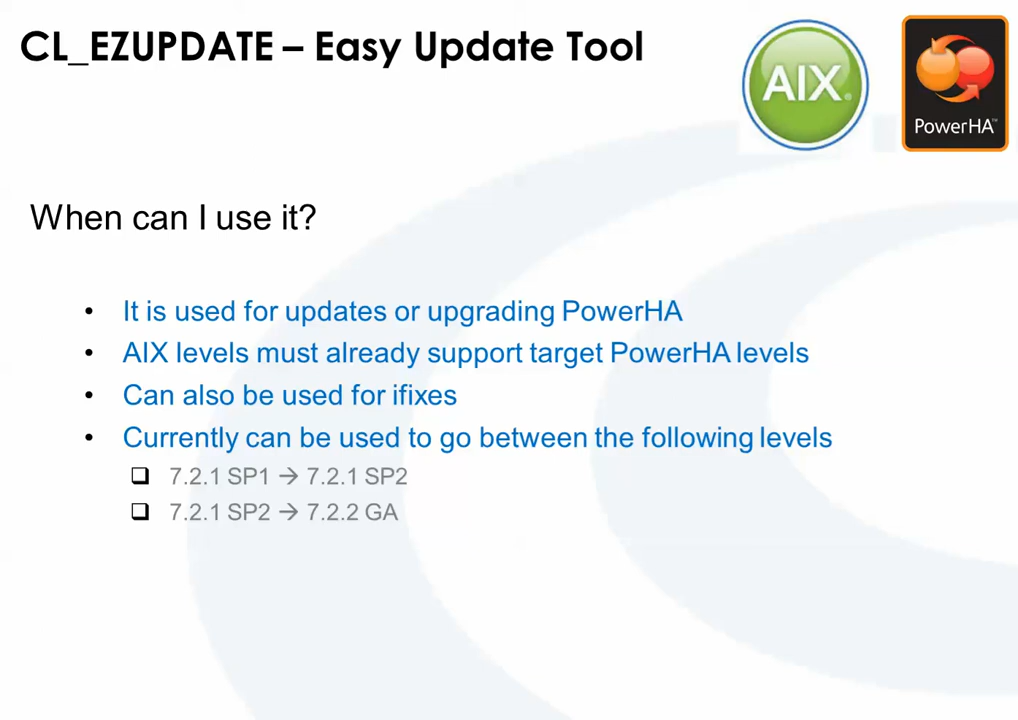 CL_EZUPDATE – Easy Update Tool
AIX®
PowerHA™
When can I use it?
• It is used for updates or upgrading PowerHA
• AIX levels must already support target PowerHA levels
• Can also be used for ifixes
• Currently can be used to go between the following levels
❑ 7.2.1 SP1 → 7.2.1 SP2
❑ 7.2.1 SP2 → 7.2.2 GA